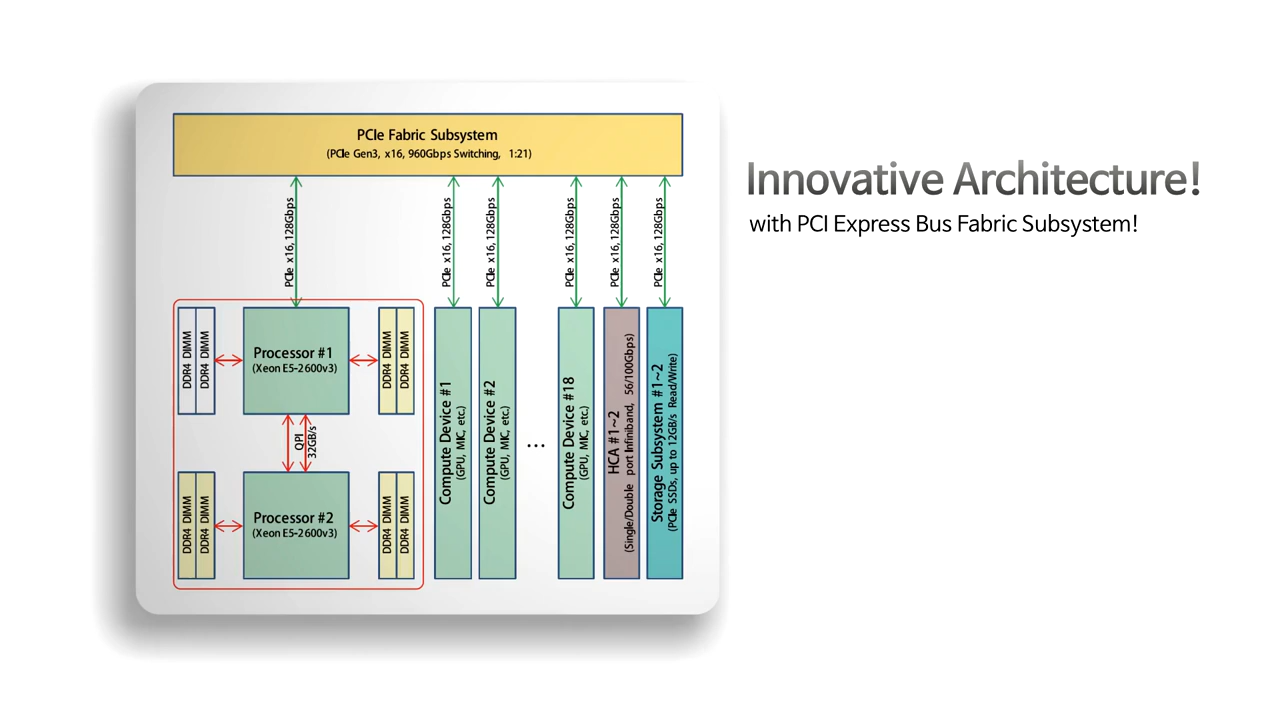 PCIe Fabric Subsystem
(PCIe Gen3, x16, 960Gbps Switching, 1:21)
Innovative Architecture!
with PCI Express Bus Fabric Subsystem!
PCIe x16, 128Gbps
PCIe x16, 128Gbps
PCIe x16, 128Gbps
PCIe x16, 128Gbps
PCIe x16, 128Gbps
PCIe x16, 128Gbps
DDR4 DIMM
DDR4 DIMM
Processor #1
(Xeon E5-2600v3)
DDR4 DIMM
DDR4 DIMM
QPI
32GB/s
DDR4 DIMM
DDR4 DIMM
Processor #2
(Xeon E5-2600v3)
DDR4 DIMM
DDR4 DIMM
Compute Device #1
(GPU, MIC, etc.)
Compute Device #2
(GPU, MIC, etc.)
...
Compute Device #18
(GPU, MIC, etc.)
HCA #1~2
(Single/Double port Infiniband, 56/100Gbps)
Storage Subsystem #1~2
(PCIe SSDs, up to 12GB/s Read/Write)